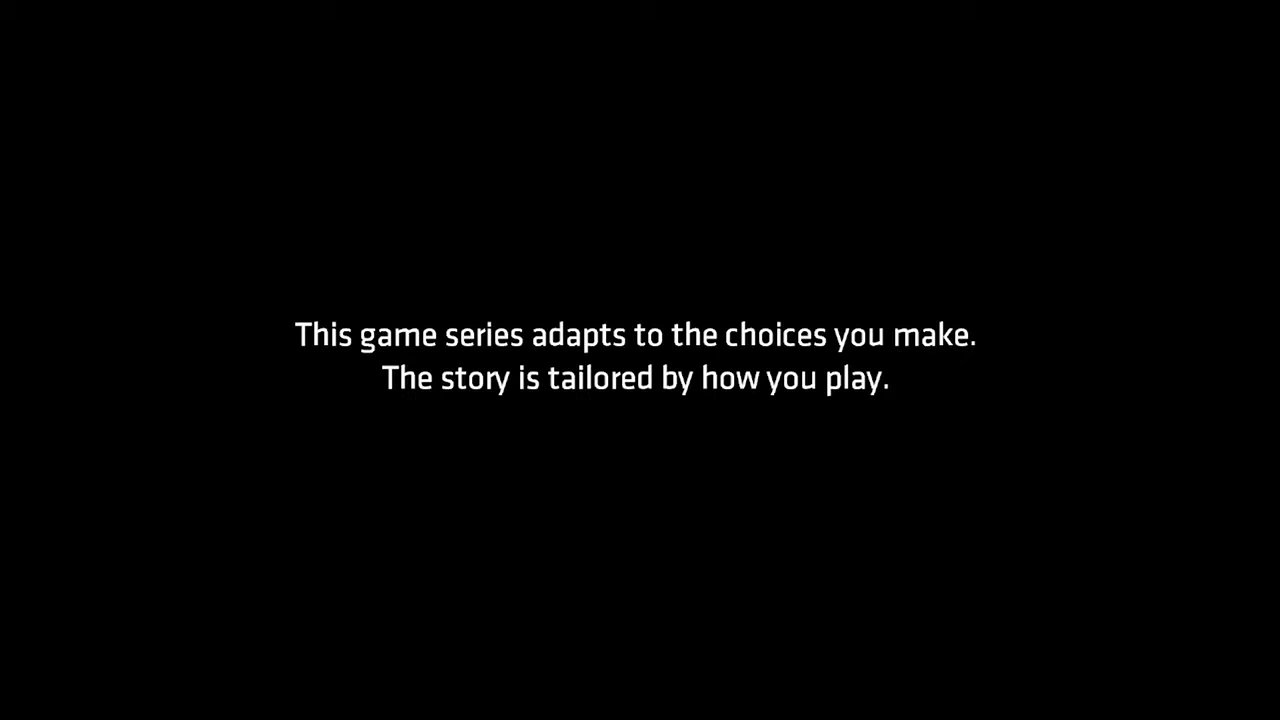 This game series adapts to the choices you make.
The story is tailored by how you play.